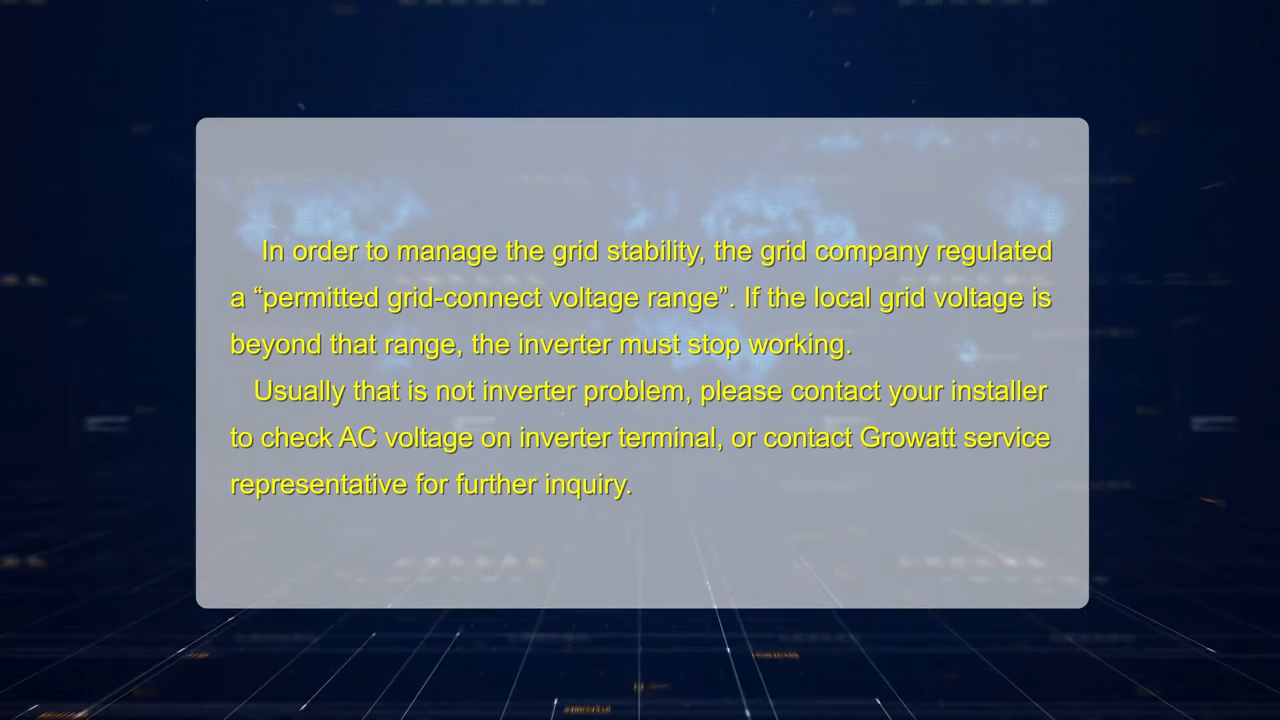 In order to manage the grid stability, the grid company regulated
a “permitted grid-connect voltage range”. If the local grid voltage is
beyond that range, the inverter must stop working.
Usually that is not inverter problem, please contact your installer
to check AC voltage on inverter terminal, or contact Growatt service
representative for further inquiry.